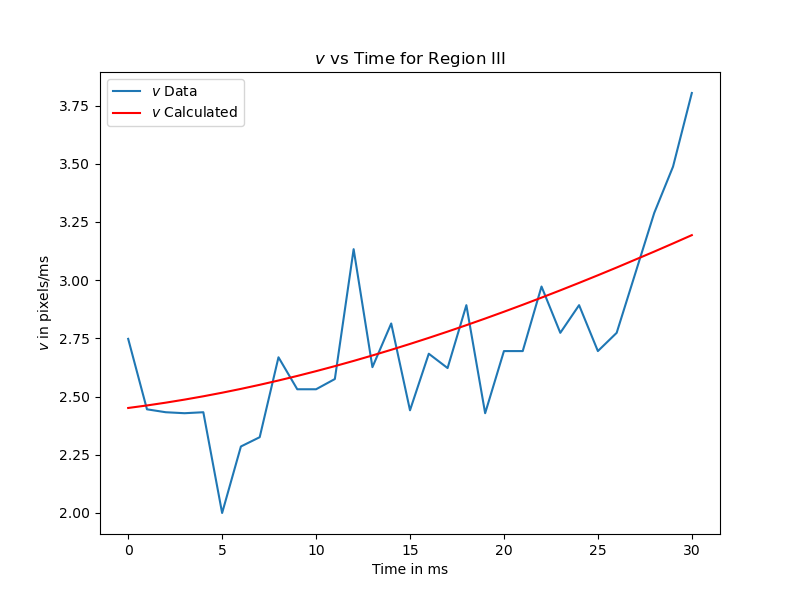 v vs Time for Region III
v Data
v Calculated
3.75
3.50
3.25
3.00
2.75
2.50
2.25
2.00
v in pixels/ms
0 5 10 15 20 25 30
Time in ms